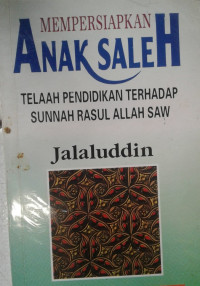 MEMPERSIAPKAN
ANAK SALEH
TELAAH PENDIDIKAN TERHADAP
SUNNAH RASUL ALLAH SAW
Jalaluddin